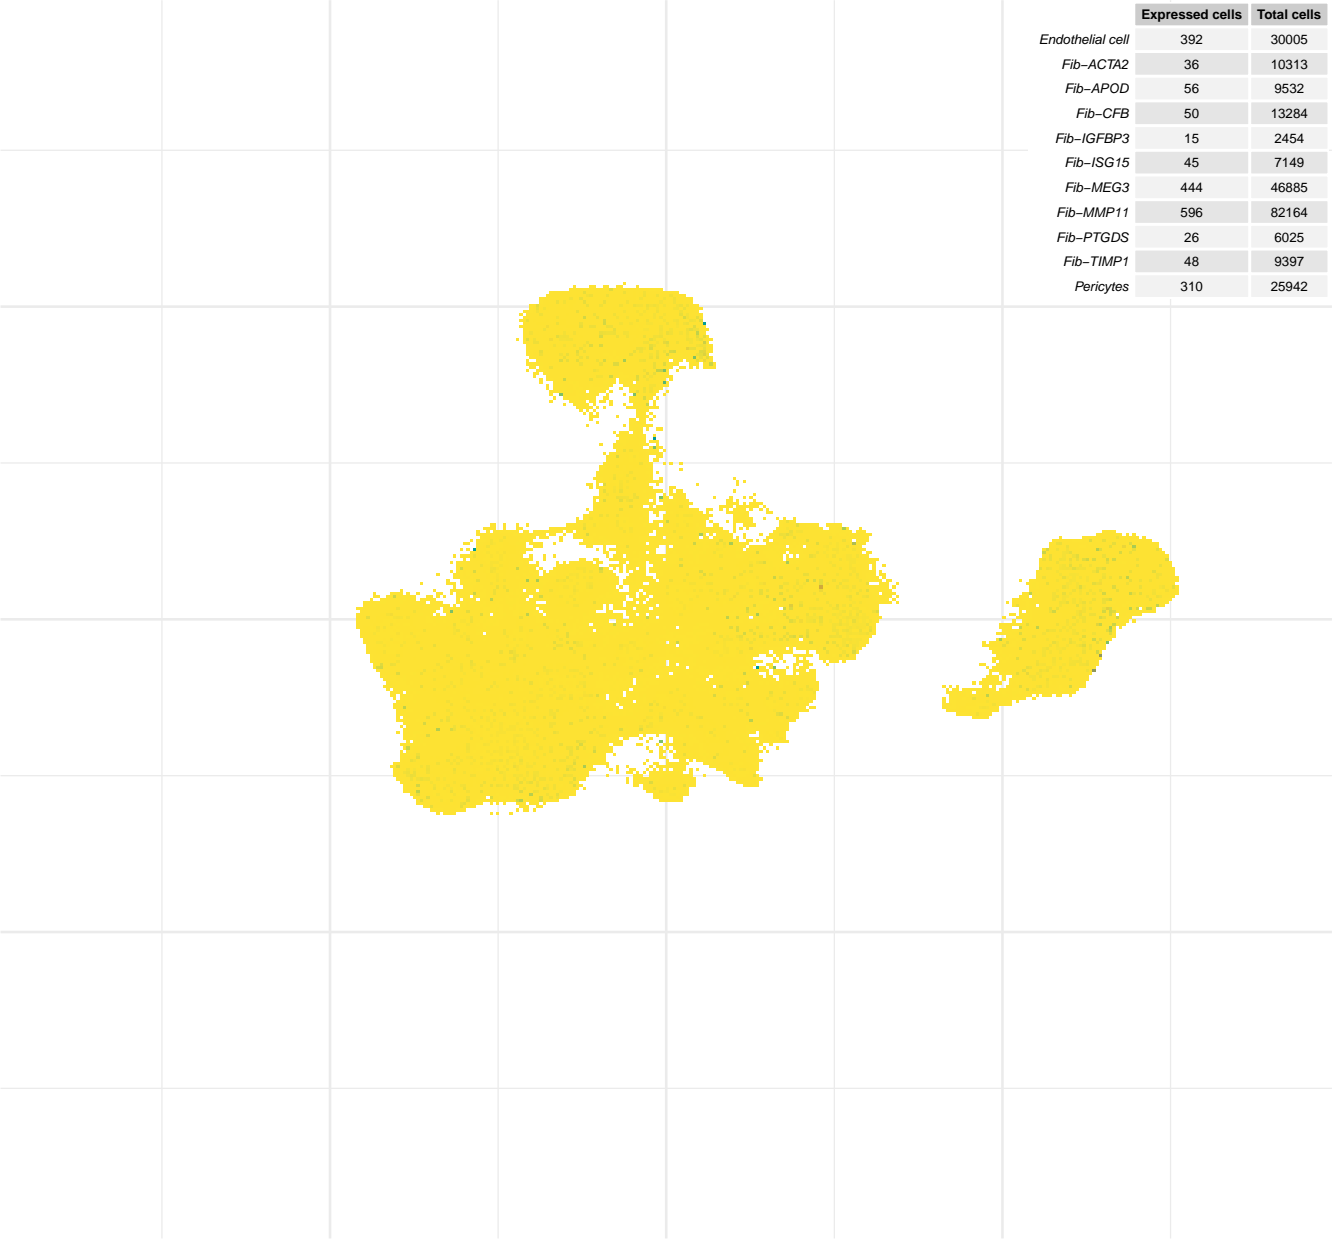 Expressed cells Total cells
Endothelial cell 392 30005
Fib−ACTA2 36 10313
Fib−APOD 56 9532
Fib−CFB 50 13284
Fib−IGFBP3 15 2454
Fib−ISG15 45 7149
Fib−MEG3 444 46885
Fib−MMP11 596 82164
Fib−PTGDS 26 6025
Fib−TIMP1 48 9397
Pericytes 310 25942